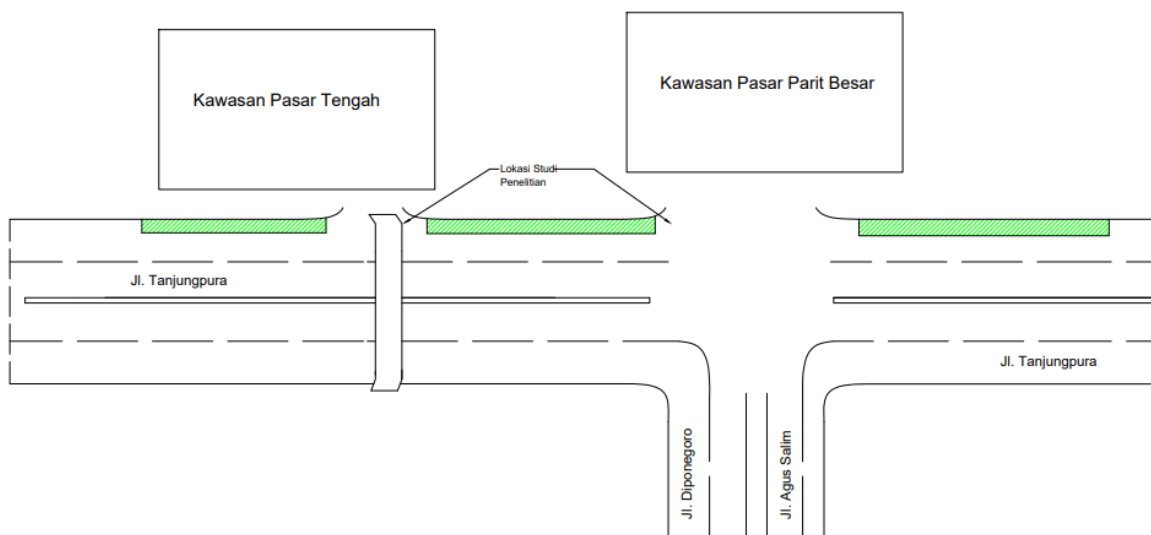 Kawasan Pasar Tengah
Kawasan Pasar Parit Besar
Lokasi Studi
Penelitian
Jl. Tanjungpura
Jl. Tanjungpura
Jl. Diponegoro
Jl. Agus Salim